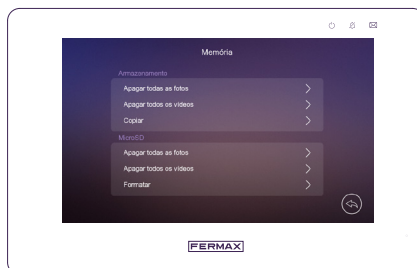 Memória
Armazenamento
Apagar todas as fotos
Apagar todos os vídeos
Copiar
MicroSD
Apagar todas as fotos
Apagar todos os vídeos
Formatar
FERMAX